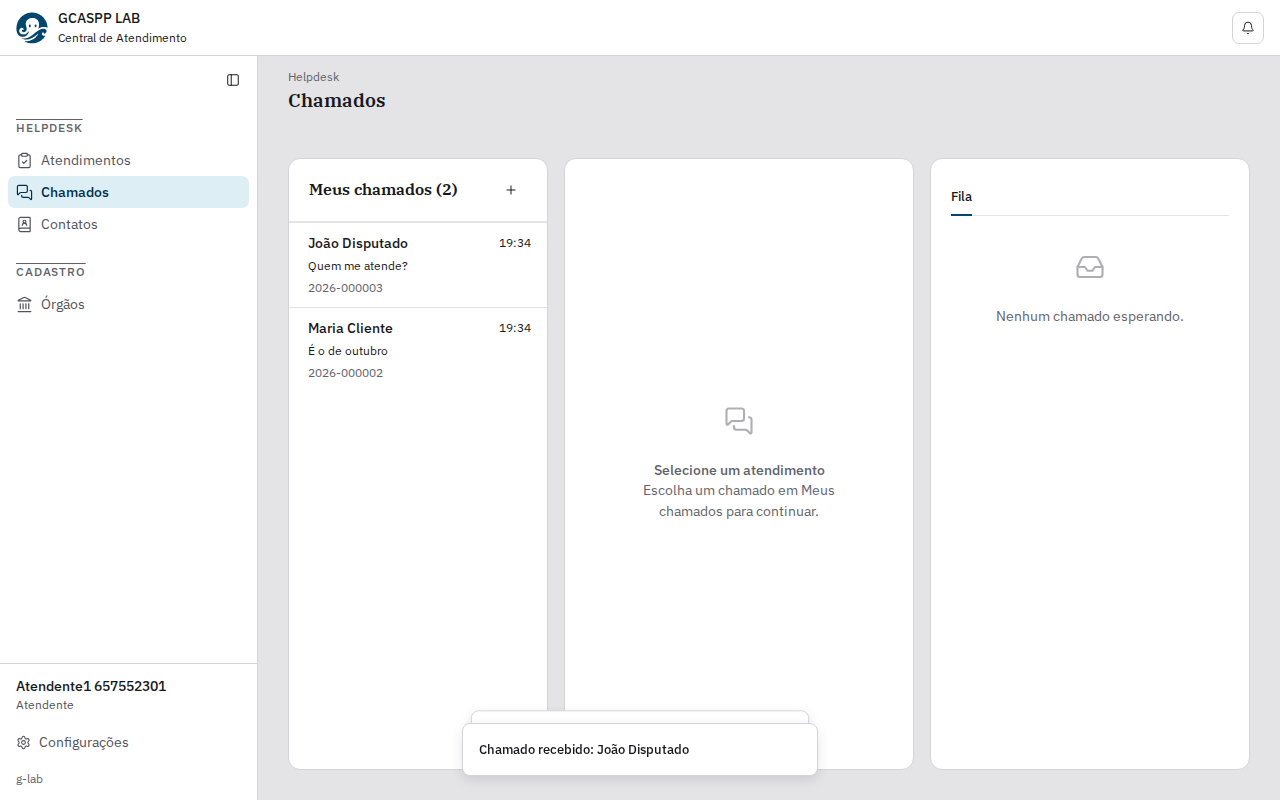 GCASPP LAB
Central de Atendimento
HELPDESK
Atendimentos
Chamados
Contatos
CADASTRO
Órgãos
Atendente1 657552301
Atendente
Configurações
g-lab
Helpdesk
Chamados
Meus chamados (2)
João Disputado 19:34
Quem me atende?
2026-000003
Maria Cliente 19:34
É o de outubro
2026-000002
Selecione um atendimento
Escolha um chamado em Meus
chamados para continuar.
Fila
Nenhum chamado esperando.
Chamado recebido: João Disputado